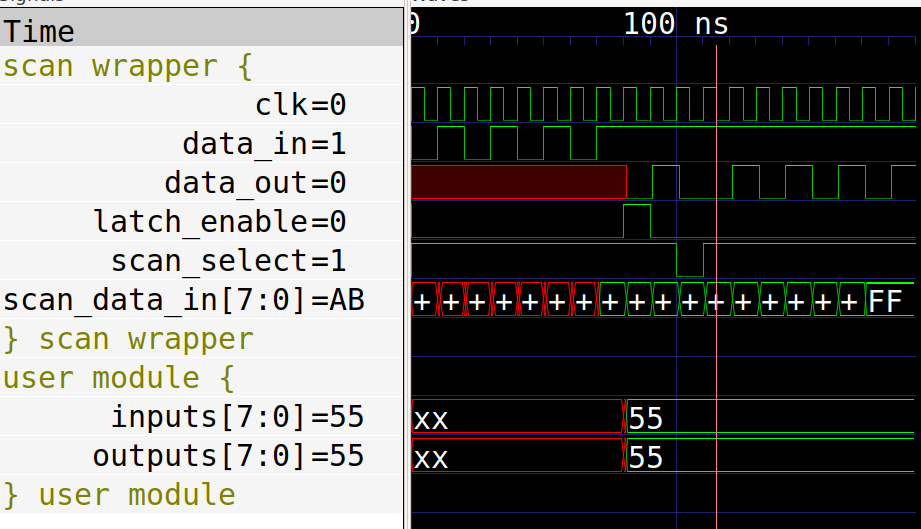 Signals
Waves
Time
0 100 ns
scan wrapper {
clk=0
data_in=1
data_out=0
latch_enable=0
scan_select=1
scan_data_in[7:0]=AB + + + + + + + + + + + + + + + + + FF
} scan wrapper
user module {
inputs[7:0]=55 xx 55
outputs[7:0]=55 xx 55
} user module